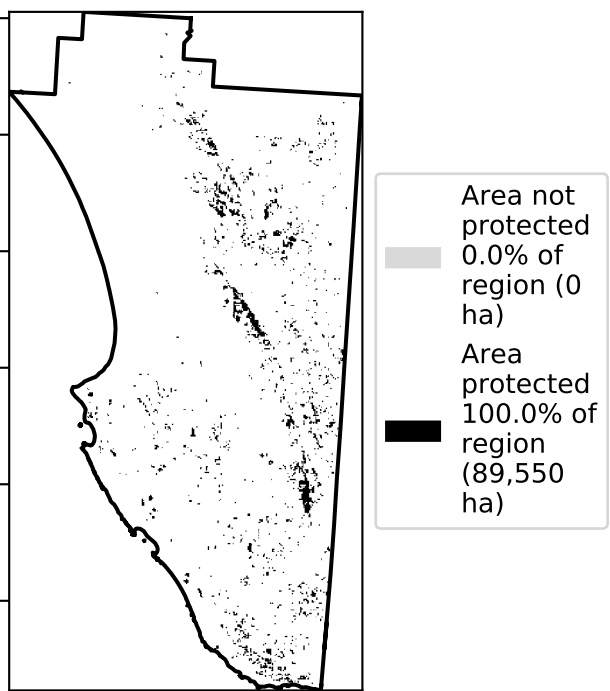 Area not
protected
0.0% of
region (0
ha)
Area
protected
100.0% of
region
(89,550
ha)